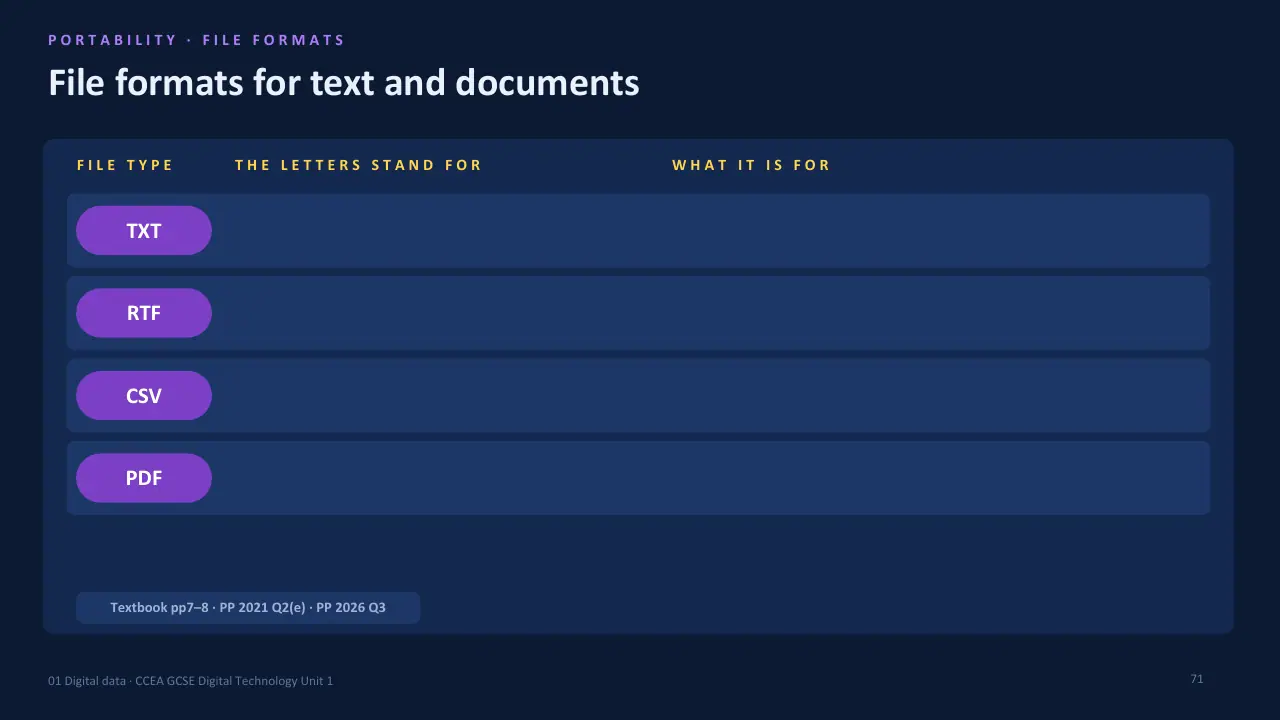 PORTABILITY · FILE FORMATS
File formats for text and documents
FILE TYPE THE LETTERS STAND FOR WHAT IT IS FOR
TXT
RTF
CSV
PDF
Textbook pp7–8 · PP 2021 Q2(e) · PP 2026 Q3
01 Digital data · CCEA GCSE Digital Technology Unit 1
71